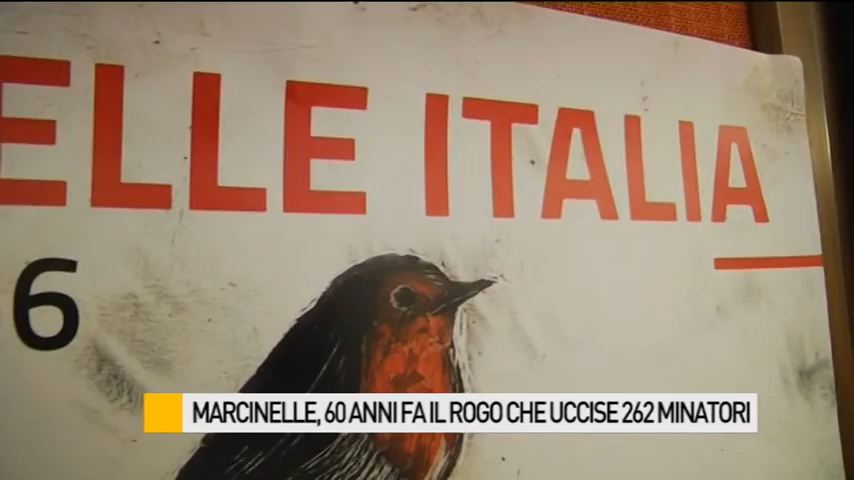 ELLE ITALIA
6
MARCINELLE, 60 ANNI FA IL ROGO CHE UCCISE 262 MINATORI